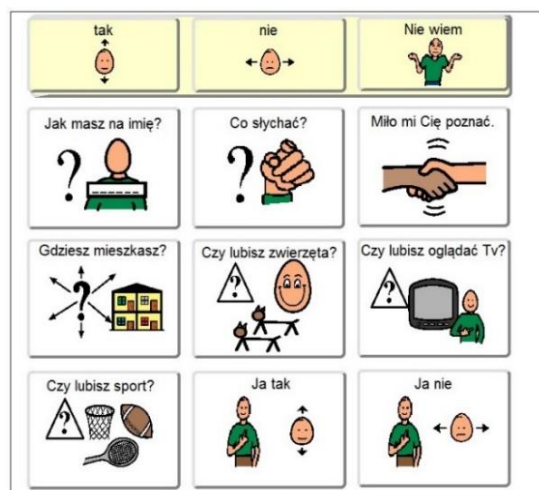 tak
nie
Nie wiem
Jak masz na imię?
Co słychać?
Miło mi Cię poznać.
Gdziesz mieszkasz?
Czy lubisz zwierzęta?
Czy lubisz oglądać Tv?
Czy lubisz sport?
Ja tak
Ja nie